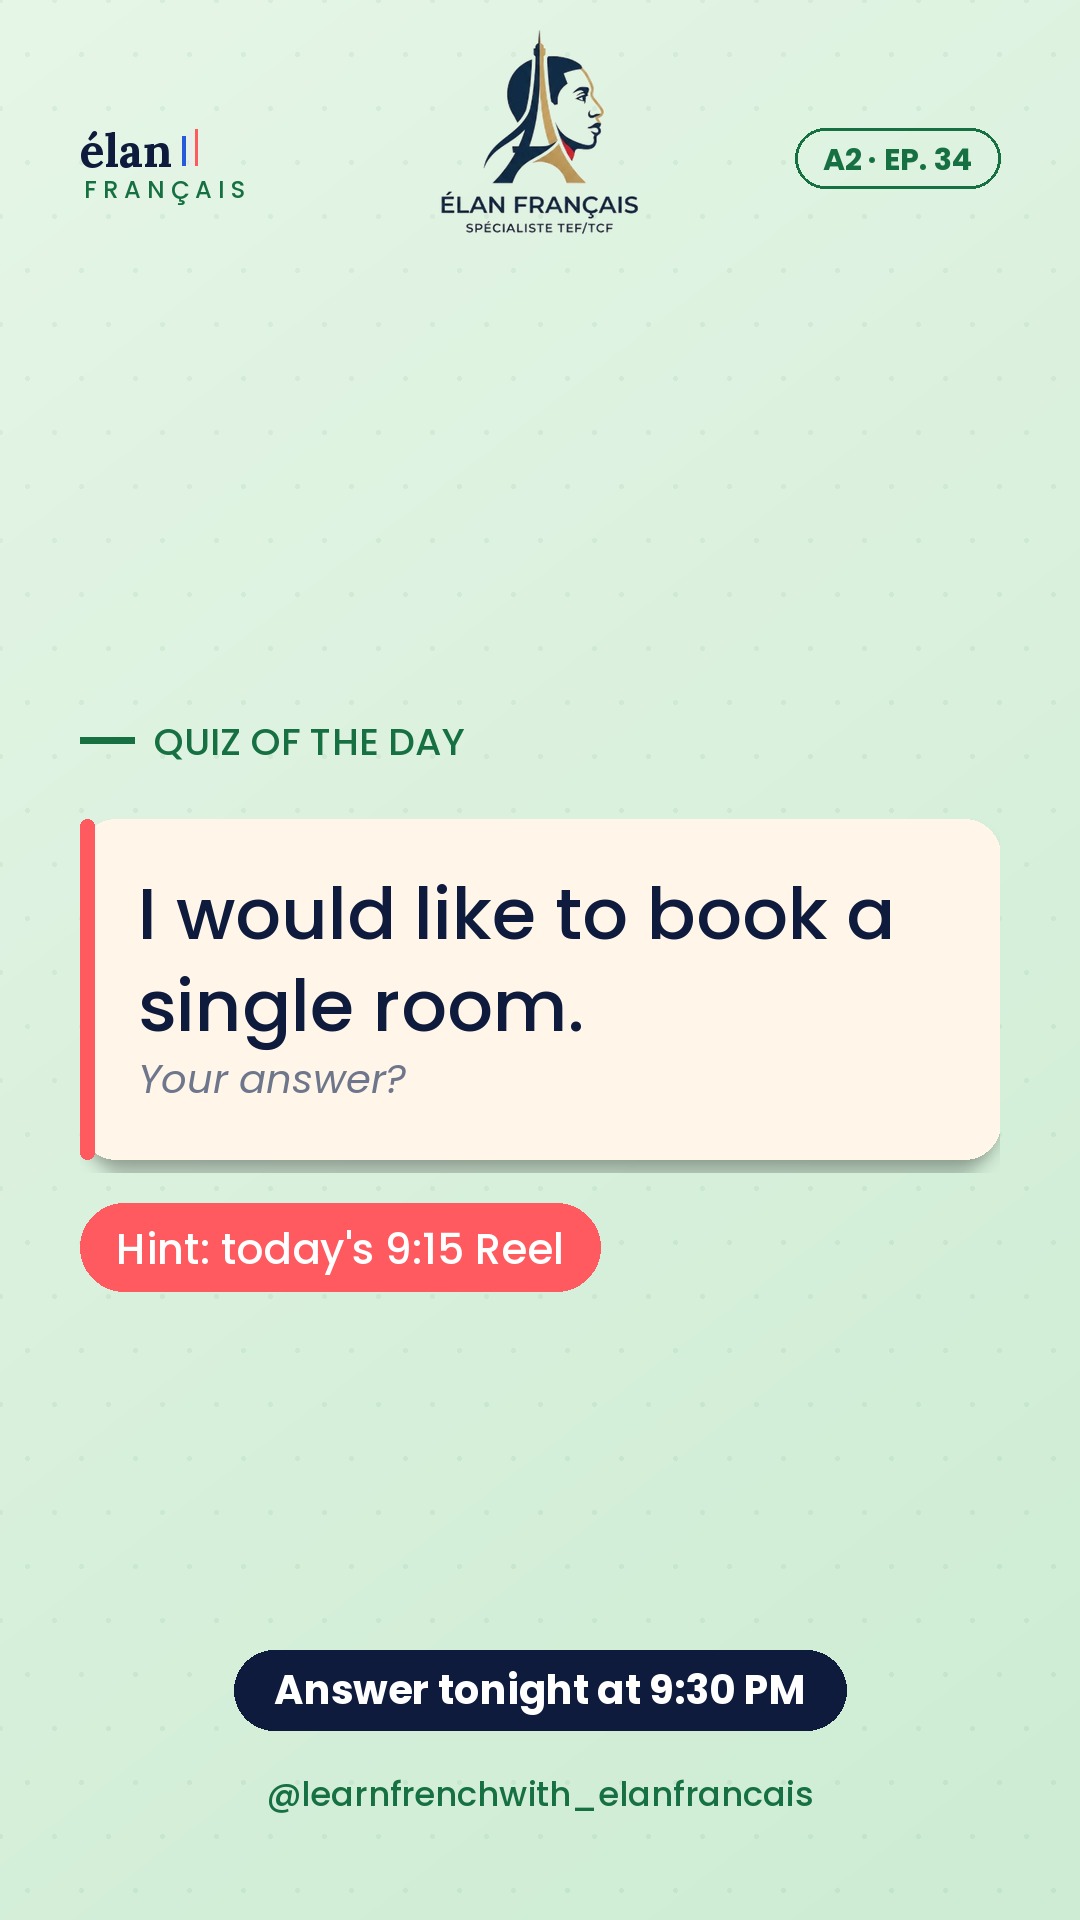 élan
FRANÇAIS
ÉLAN FRANÇAIS
SPÉCIALISTE TEF/TCF
A2 · EP. 34
QUIZ OF THE DAY
I would like to book a
single room.
Your answer?
Hint: today's 9:15 Reel
Answer tonight at 9:30 PM
@learnfrenchwith_elanfrancais